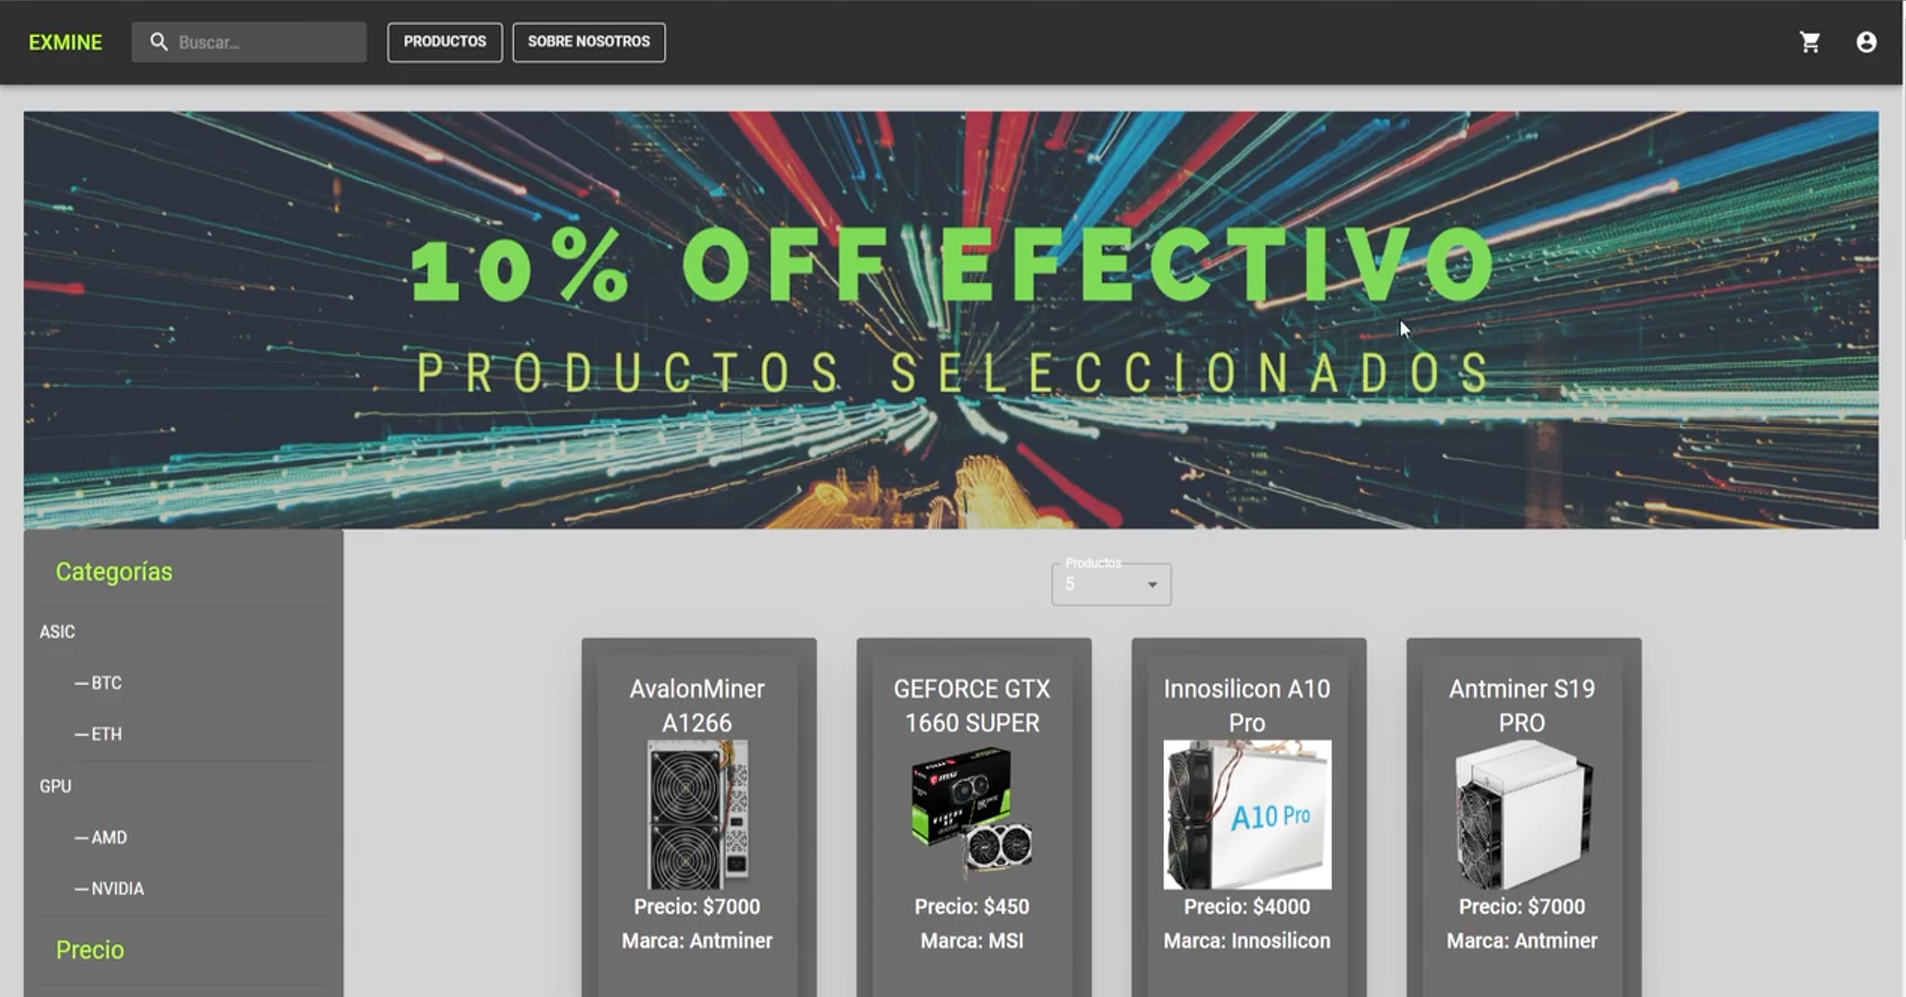 EXMINE
Buscar...
PRODUCTOS
SOBRE NOSOTROS
10% OFF EFECTIVO
PRODUCTOS SELECCIONADOS
Categorías
ASIC
— BTC
— ETH
GPU
— AMD
— NVIDIA
Precio
Productos
5
AvalonMiner
A1266
Precio: $7000
Marca: Antminer
GEFORCE GTX
1660 SUPER
Precio: $450
Marca: MSI
Innosilicon A10
Pro
A10 Pro
Precio: $4000
Marca: Innosilicon
Antminer S19
PRO
Precio: $7000
Marca: Antminer